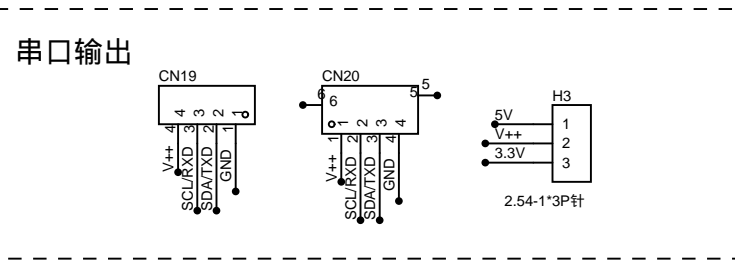 串口输出
CN19
4 3 2 1
4 3 2 1
V++
SCL/RXD
SDA/TXD
GND
CN20
6 6
5 5
1 2 3 4
1 2 3 4
V++
SCL/RXD
SDA/TXD
GND
H3
5V 1
V++ 2
3.3V 3
2.54-1*3P针